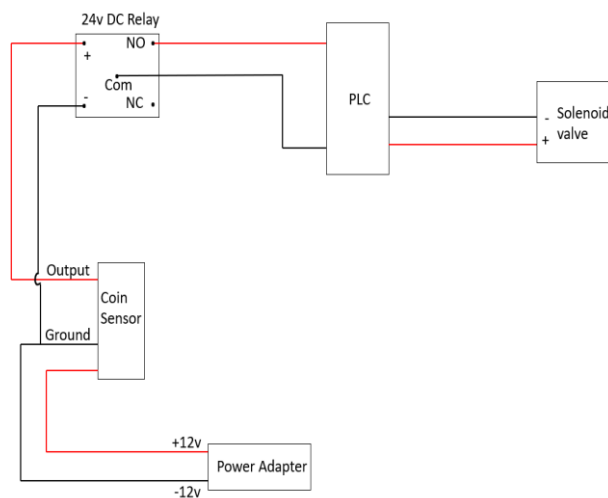 24v DC Relay
+
NO
Com
-
NC
PLC
-
+
Solenoid
valve
Output
Coin
Sensor
Ground
+12v
Power Adapter
-12v